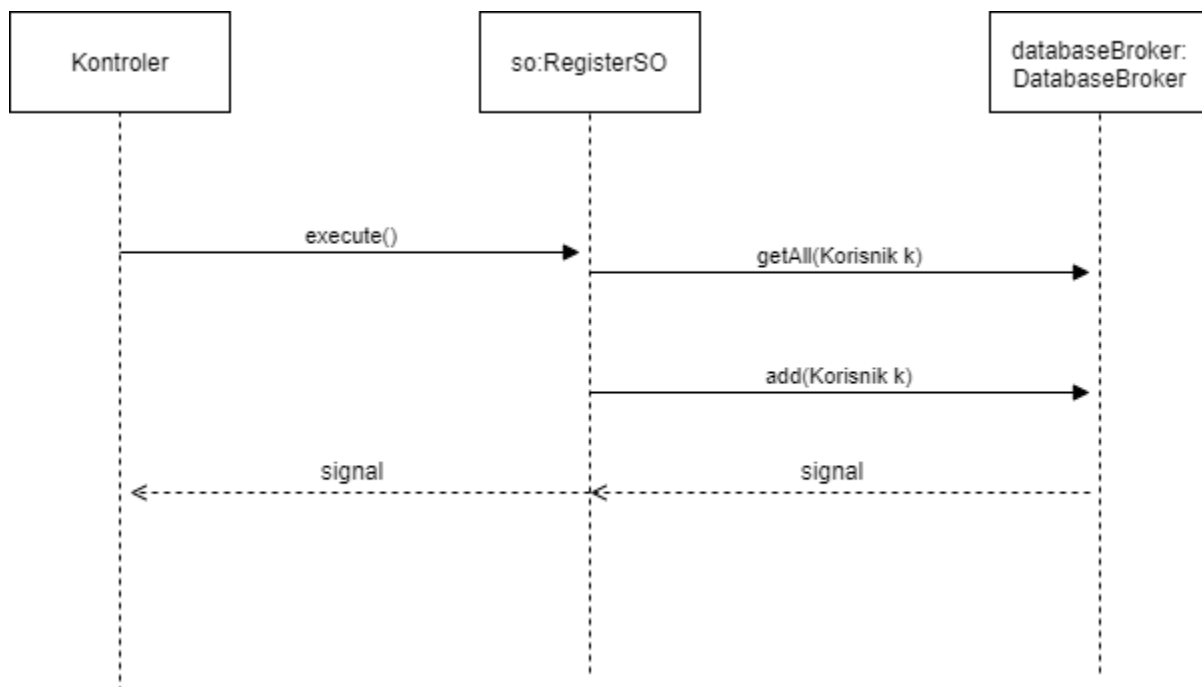 Kontroler
so:RegisterSO
databaseBroker:
DatabaseBroker
execute()
getAll(Korisnik k)
add(Korisnik k)
signal
signal